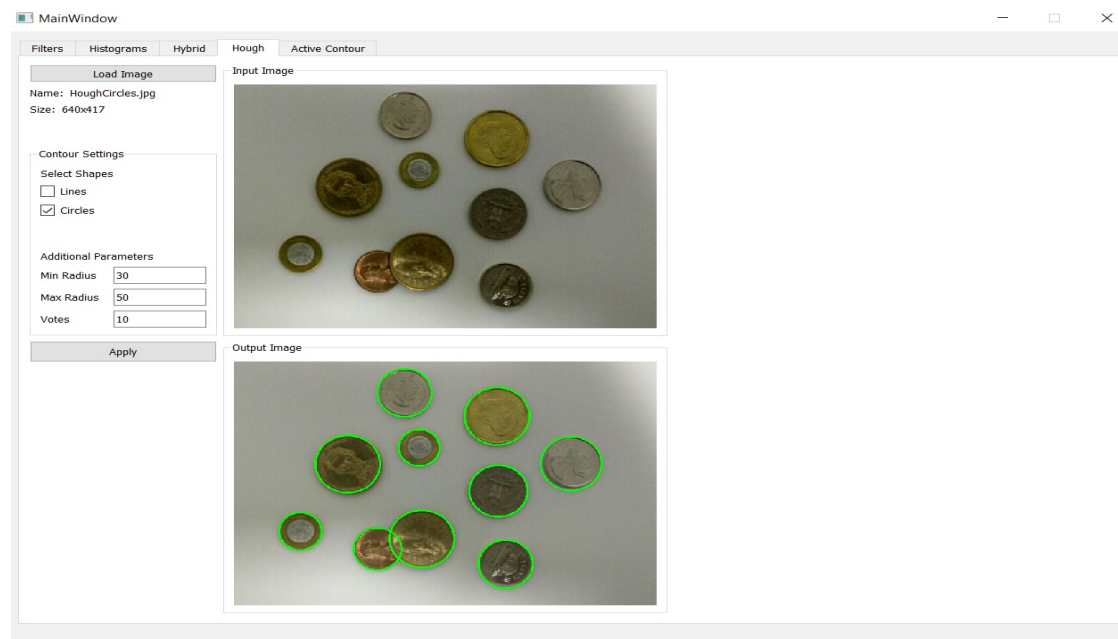 MainWindow
Filters Histograms Hybrid Hough Active Contour
Load Image
Name: HoughCircles.jpg
Size: 640x417
Contour Settings
Select Shapes
Lines
Circles
Additional Parameters
Min Radius 30
Max Radius 50
Votes 10
Apply
Input Image
Output Image